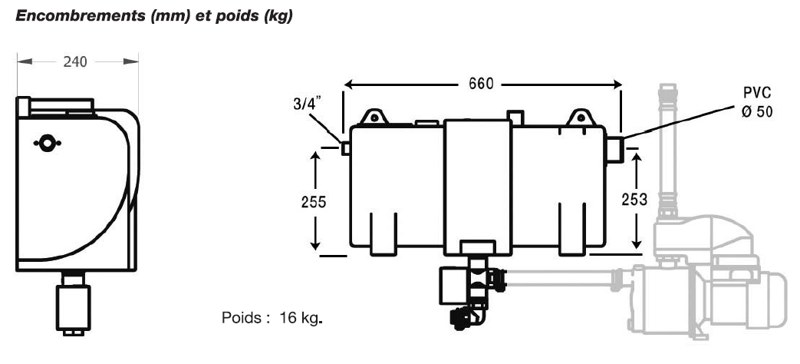 Encombrements (mm) et poids (kg)
240
660
3/4"
PVC
Ø 50
255
253
Poids : 16 kg.